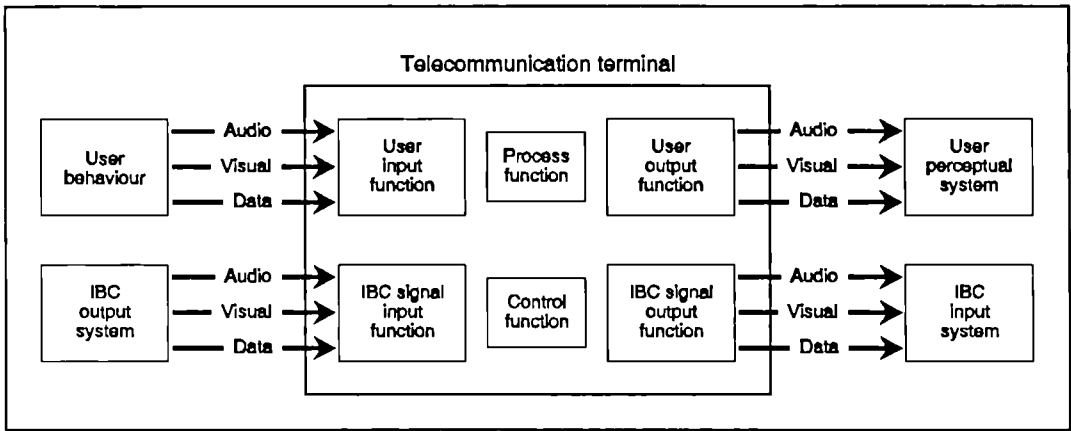 Telecommunication terminal
User
behaviour
Audio
Visual
Data
User
input
function
Process
function
User
output
function
Audio
Visual
Data
User
perceptual
system
IBC
output
system
Audio
Visual
Data
IBC signal
input
function
Control
function
IBC signal
output
function
Audio
Visual
Data
IBC
input
system